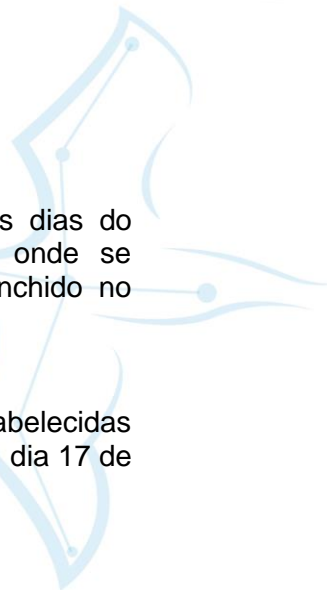 s dias do
onde se
nchido no
abelecidas
dia 17 de